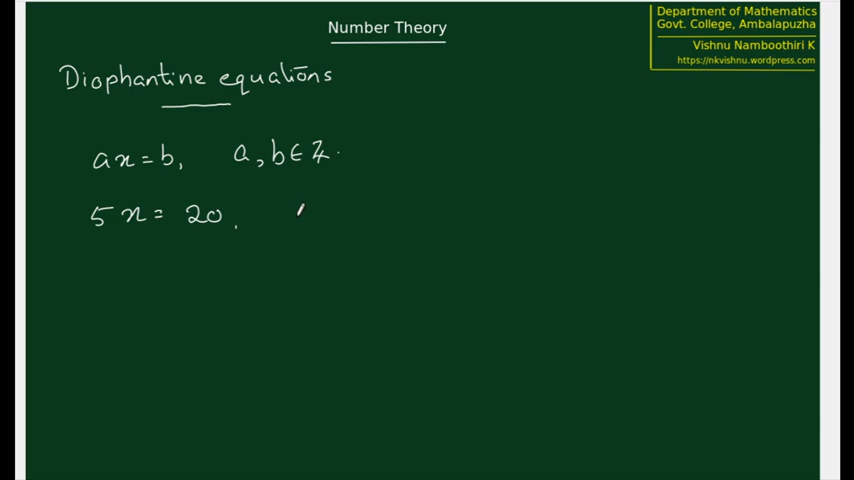 Number Theory
Department of Mathematics
Govt. College, Ambalapuzha
Vishnu Namboothiri K
https://nkvishnu.wordpress.com
Diophantine equations
ax = b, a, b ∈ ℤ.
5x = 20,